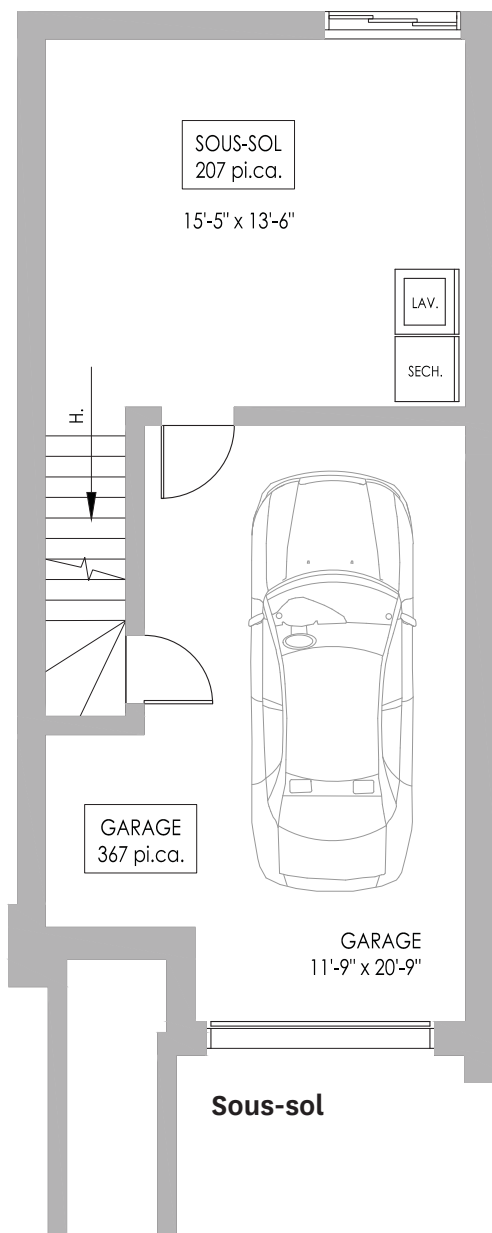 SOUS-SOL
207 pi.ca.
15'-5" x 13'-6"
LAV.
SECH.
H.
GARAGE
367 pi.ca.
GARAGE
11'-9" x 20'-9"
Sous-sol